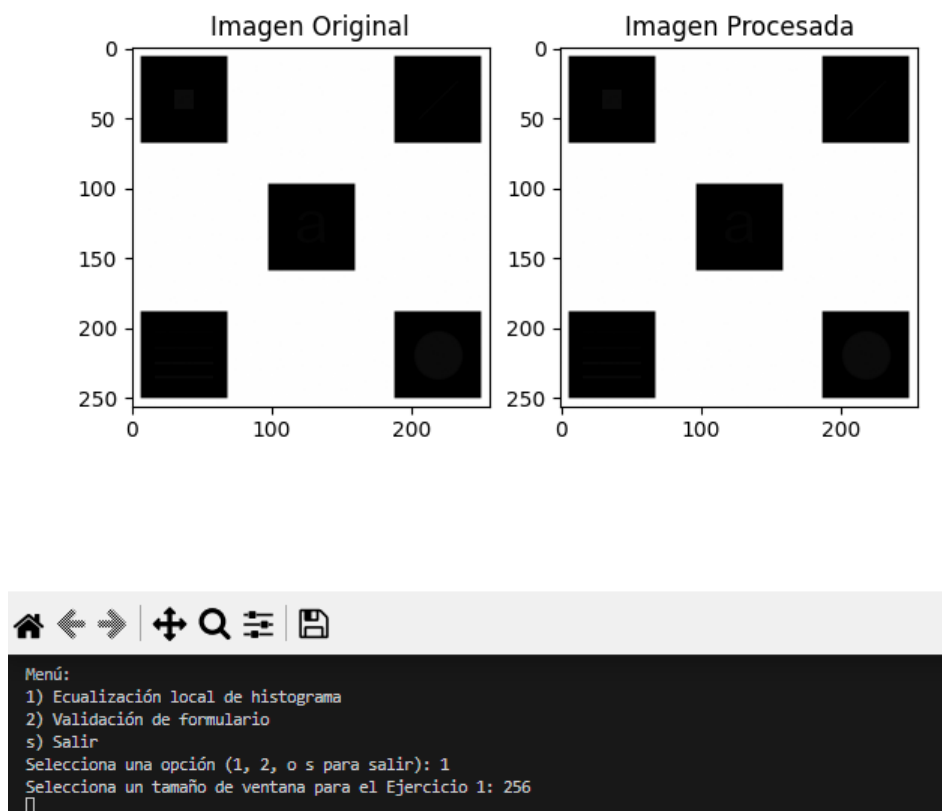 Imagen Original
Imagen Procesada
0
50
100
150
200
250
0
100
200
a
0
50
100
150
200
250
0
100
200
a
Menú:
1) Ecualización local de histograma
2) Validación de formulario
s) Salir
Selecciona una opción (1, 2, o s para salir): 1
Selecciona un tamaño de ventana para el Ejercicio 1: 256